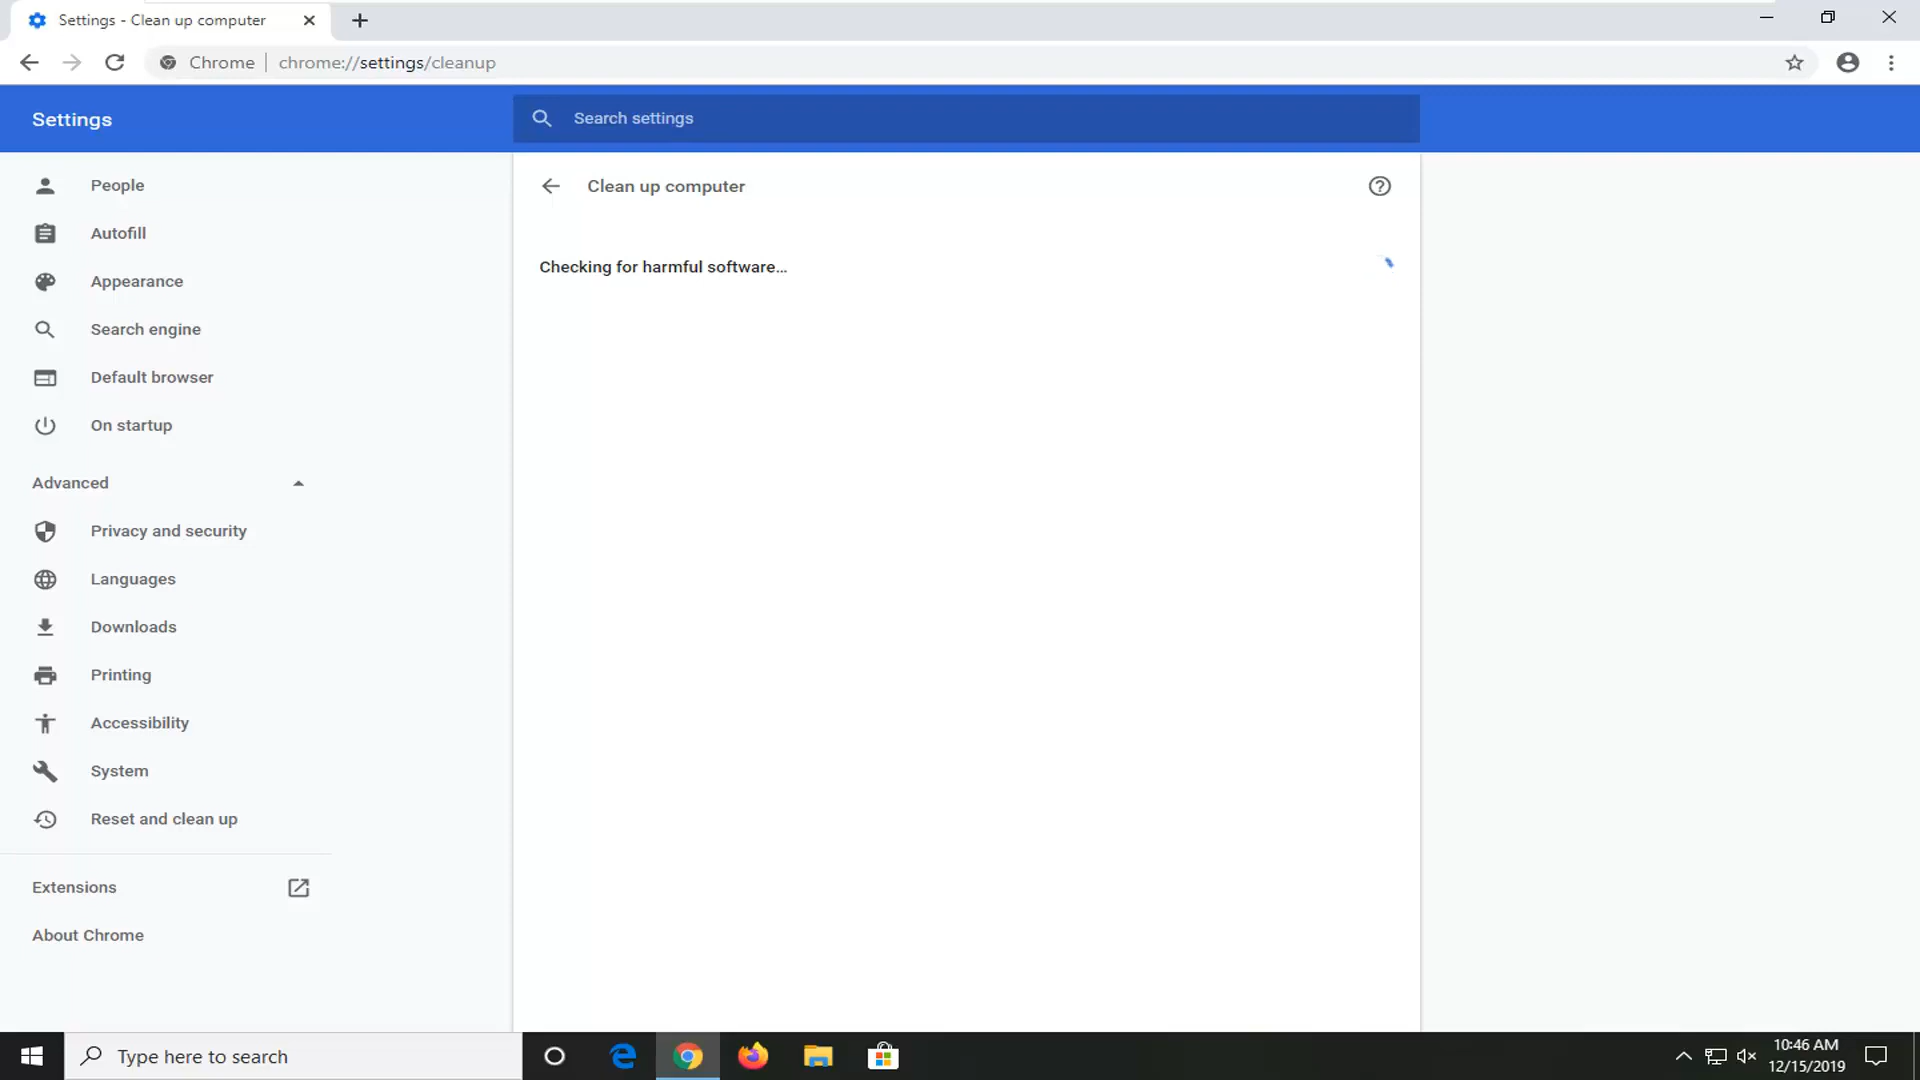 Settings - Clean up computer
Chrome
chrome://settings/cleanup
Settings
Search settings
People
Autofill
Appearance
Search engine
Default browser
On startup
Advanced
Privacy and security
Languages
Downloads
Printing
Accessibility
System
Reset and clean up
Extensions
About Chrome
Clean up computer
Checking for harmful software...
Type here to search
10:46 AM
12/15/2019